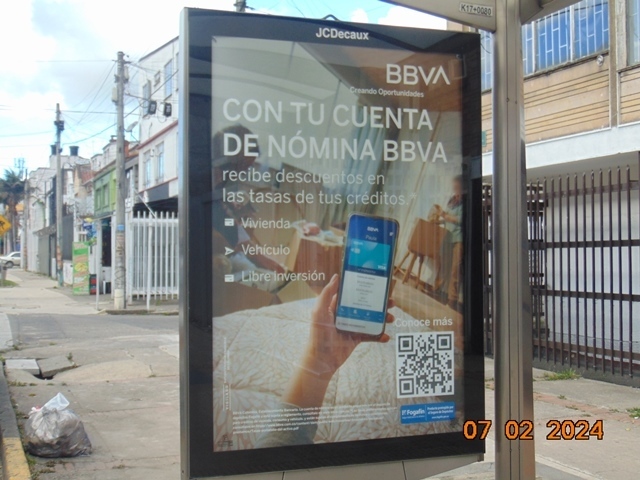 K17+0080
JCDecaux
BBVA
Creando Oportunidades
CON TU CUENTA
DE NÓMINA BBVA
recibe descuentos en
las tasas de tus créditos.*
Vivienda
Vehículo
Libre inversión
BBVA
Conoce más
Fogafín
07 02 2024